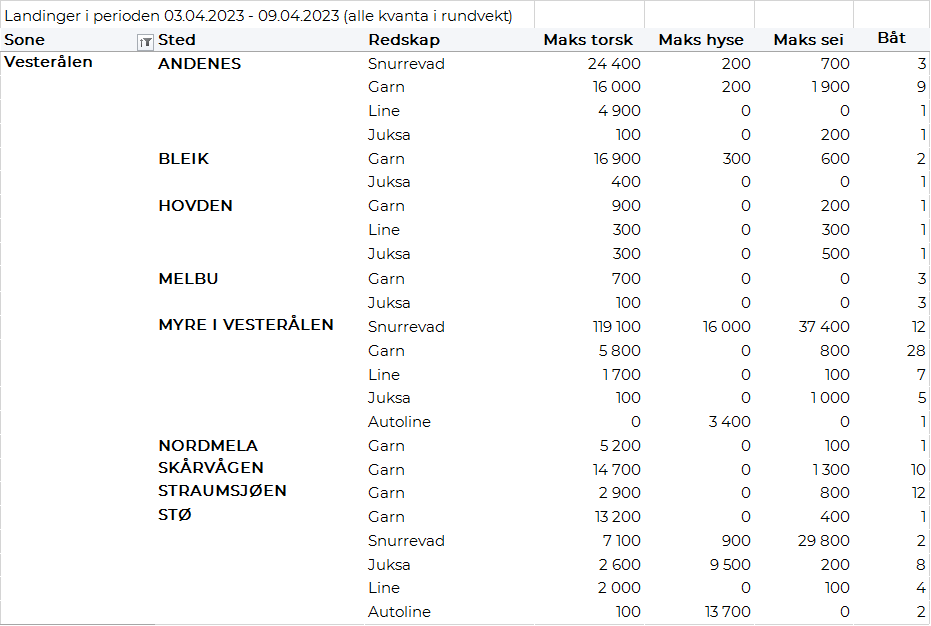 Landinger i perioden 03.04.2023 - 09.04.2023 (alle kvanta i rundvekt)
Sone Sted Redskap Maks torsk Maks hyse Maks sei Båt
Vesterålen ANDENES Snurrevad 24 400 200 700 3
Garn 16 000 200 1 900 9
Line 4 900 0 0 1
Juksa 100 0 200 1
BLEIK Garn 16 900 300 600 2
Juksa 400 0 0 1
HOVDEN Garn 900 0 200 1
Line 300 0 300 1
Juksa 300 0 500 1
MELBU Garn 700 0 0 3
Juksa 100 0 0 3
MYRE I VESTERÅLEN Snurrevad 119 100 16 000 37 400 12
Garn 5 800 0 800 28
Line 1 700 0 100 7
Juksa 100 0 1 000 5
Autoline 0 3 400 0 1
NORDMELA Garn 5 200 0 100 1
SKÅRVÅGEN Garn 14 700 0 1 300 10
STRAUMSJØEN Garn 2 900 0 800 12
STØ Garn 13 200 0 400 1
Snurrevad 7 100 900 29 800 2
Juksa 2 600 9 500 200 8
Line 2 000 0 100 4
Autoline 100 13 700 0 2